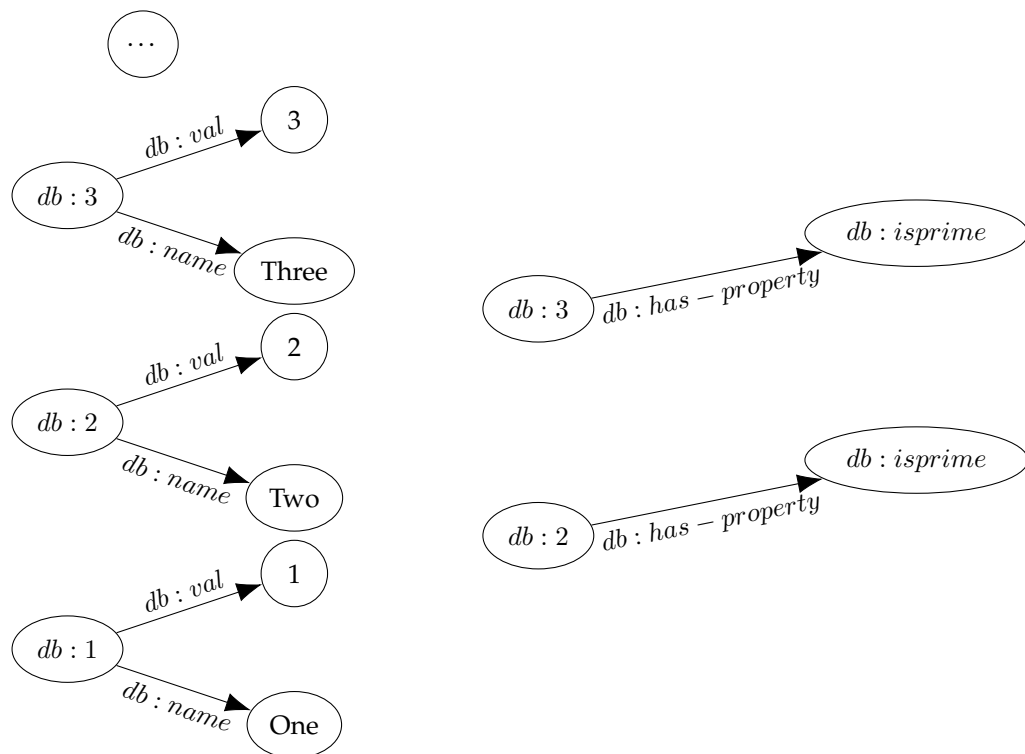 ...
3
db : val
db : 3
db : name
Three
2
db : val
db : 2
db : name
Two
1
db : val
db : 1
db : name
One
db : isprime
db : 3
db : has − property
db : isprime
db : 2
db : has − property